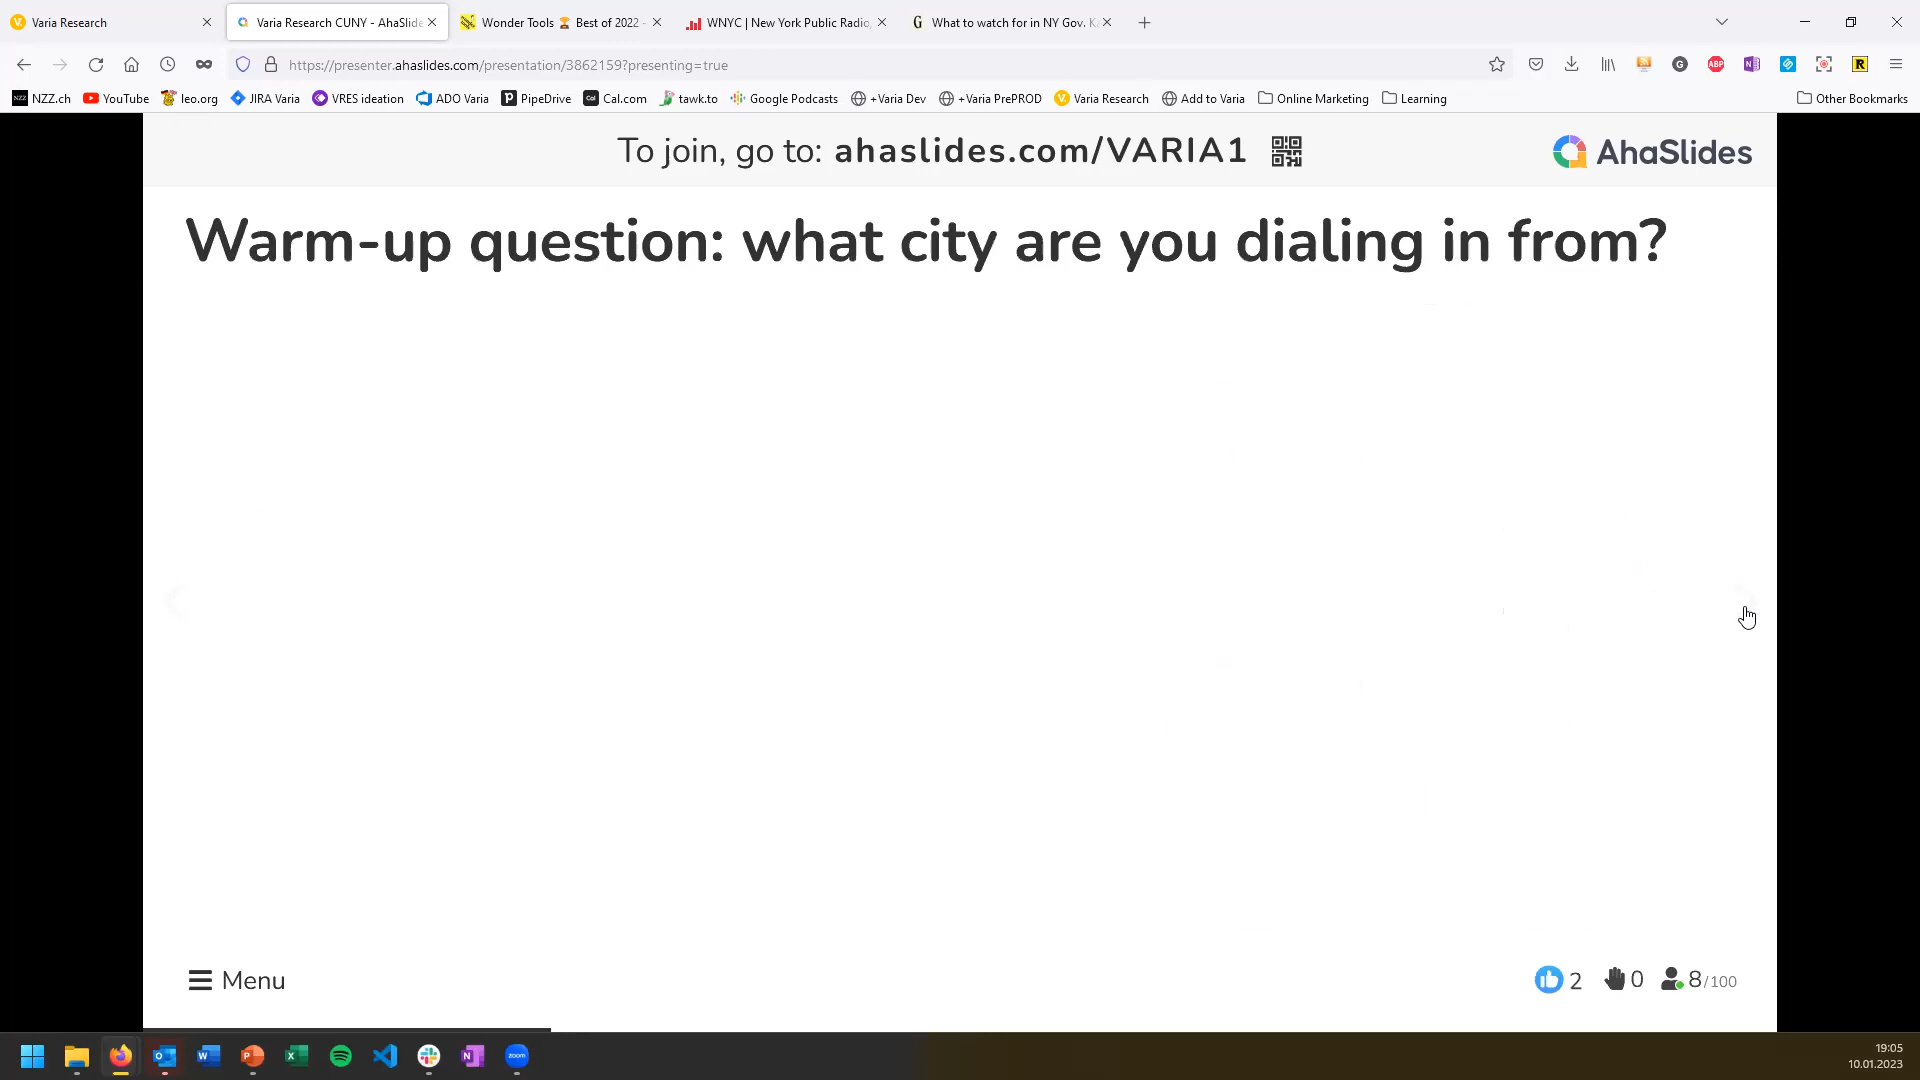 Varia Research
Varia Research CUNY - AhaSlide
Wonder Tools 🏆 Best of 2022 -
WNYC | New York Public Radio,
What to watch for in NY Gov. K
https://presenter.ahaslides.com/presentation/3862159?presenting=true
NZZ.ch YouTube leo.org JIRA Varia VRES ideation ADO Varia PipeDrive Cal.com tawk.to Google Podcasts +Varia Dev +Varia PrePROD Varia Research Add to Varia Online Marketing Learning Other Bookmarks
To join, go to: ahaslides.com/VARIA1
AhaSlides
Warm-up question: what city are you dialing in from?
Menu
2 0 8/100
19:05
10.01.2023